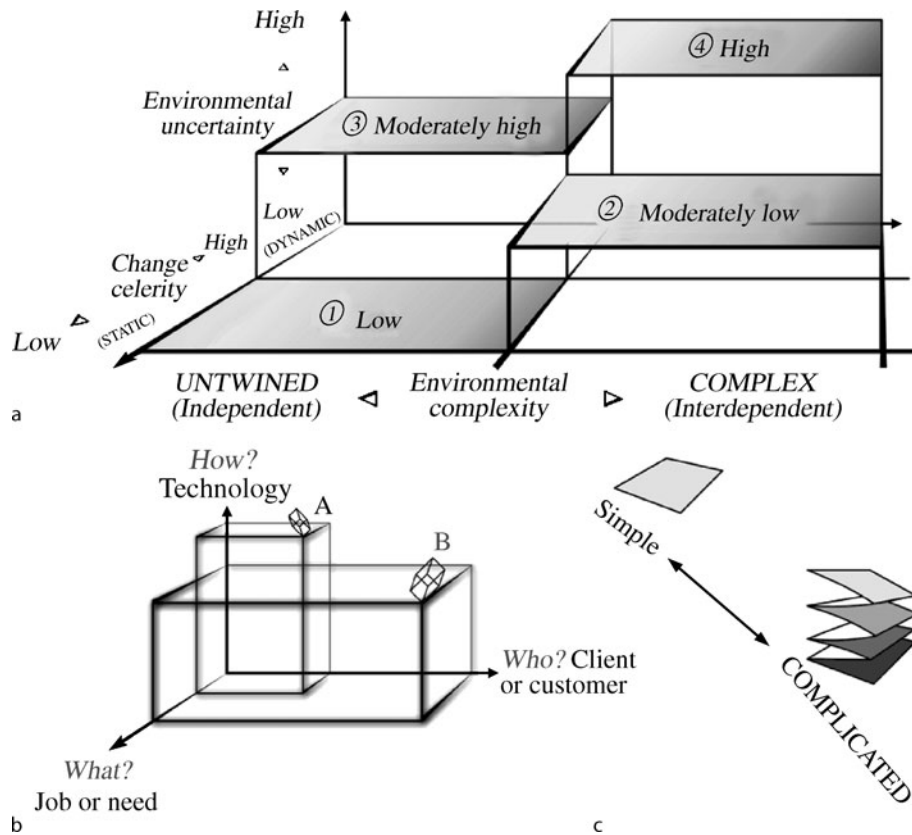 High
④ High
Environmental
uncertainty
③ Moderately high
Low
(DYNAMIC)
② Moderately low
High
Change
celerity
① Low
Low
(STATIC)
UNTWINED
(Independent)
Environmental
complexity
COMPLEX
(Interdependent)
a
How?
Technology
A
B
Who? Client
or customer
What?
Job or need
b
Simple
COMPLICATED
c